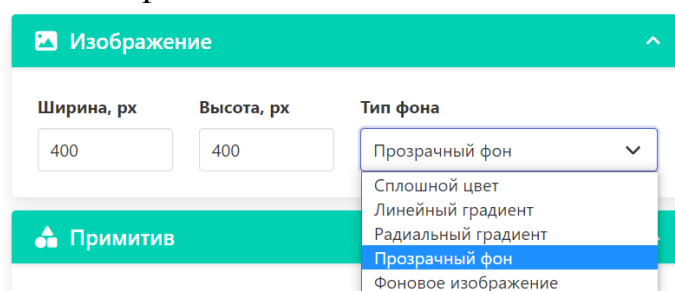 Изображение
Ширина, px Высота, px Тип фона
400 400 Прозрачный фон
Сплошной цвет
Линейный градиент
Радиальный градиент
Примитив
Прозрачный фон
Фоновое изображение